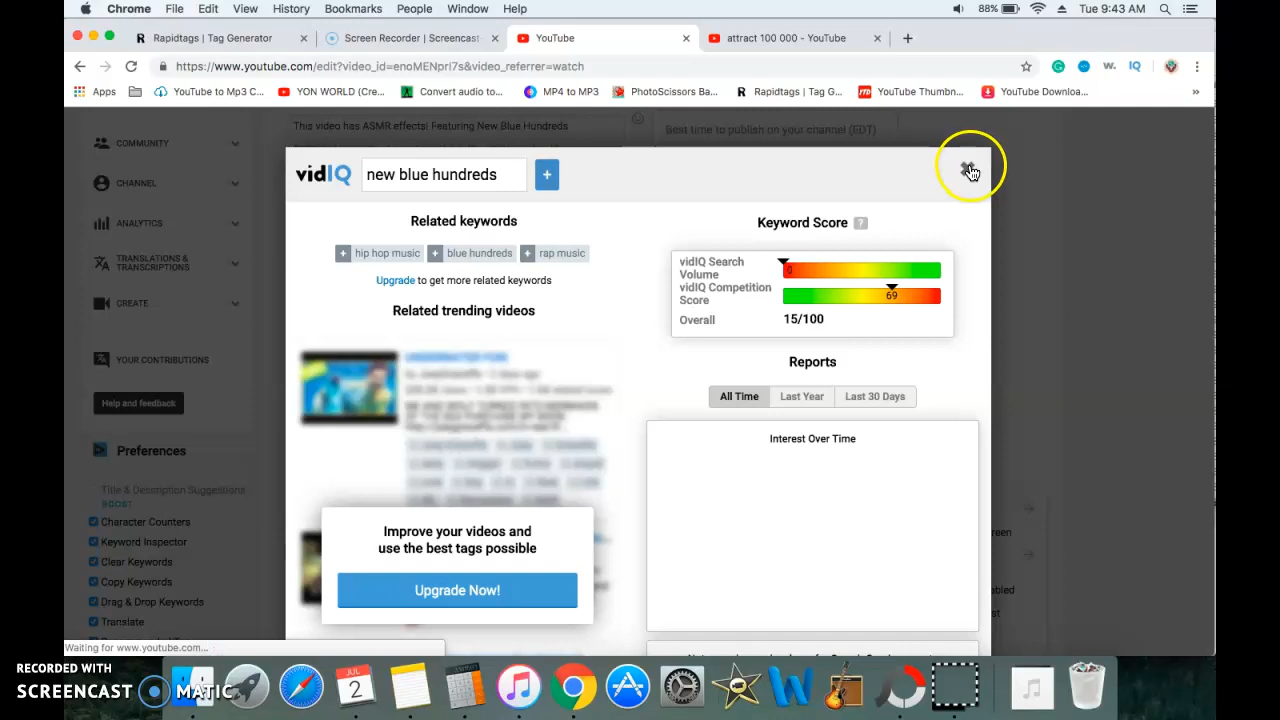 Chrome File Edit View History Bookmarks People Window Help 88% Tue 9:43 AM
Rapidtags | Tag Generator
Screen Recorder | Screencast
YouTube
attract 100 000 - YouTube
https://www.youtube.com/edit?video_id=enoMENprI7s&video_referrer=watch
W. IQ
Apps YouTube to Mp3 C... YON WORLD (Cre... Convert audio to... MP4 to MP3 PhotoScissors Ba... Rapidtags | Tag G... YouTube Thumbn... YouTube Downloa... »
This video has ASMR effects! Featuring New Blue Hundreds
Best time to publish on your channel (EDT)
COMMUNITY
CHANNEL
ANALYTICS
TRANSLATIONS &
TRANSCRIPTIONS
CREATE
YOUR CONTRIBUTIONS
Help and feedback
Preferences
Title & Description Suggestions
BOOST
Character Counters
Keyword Inspector
Clear Keywords
Copy Keywords
Drag & Drop Keywords
Translate
Waiting for www.youtube.com...
vidIQ new blue hundreds +
Related keywords
+ hip hop music + blue hundreds + rap music
Upgrade to get more related keywords
Related trending videos
Improve your videos and
use the best tags possible
Upgrade Now!
Keyword Score ?
vidIQ Search
Volume
0
vidIQ Competition
Score
69
Overall 15/100
Reports
All Time Last Year Last 30 Days
Interest Over Time
RECORDED WITH
SCREENCAST MATIC
JUL
2